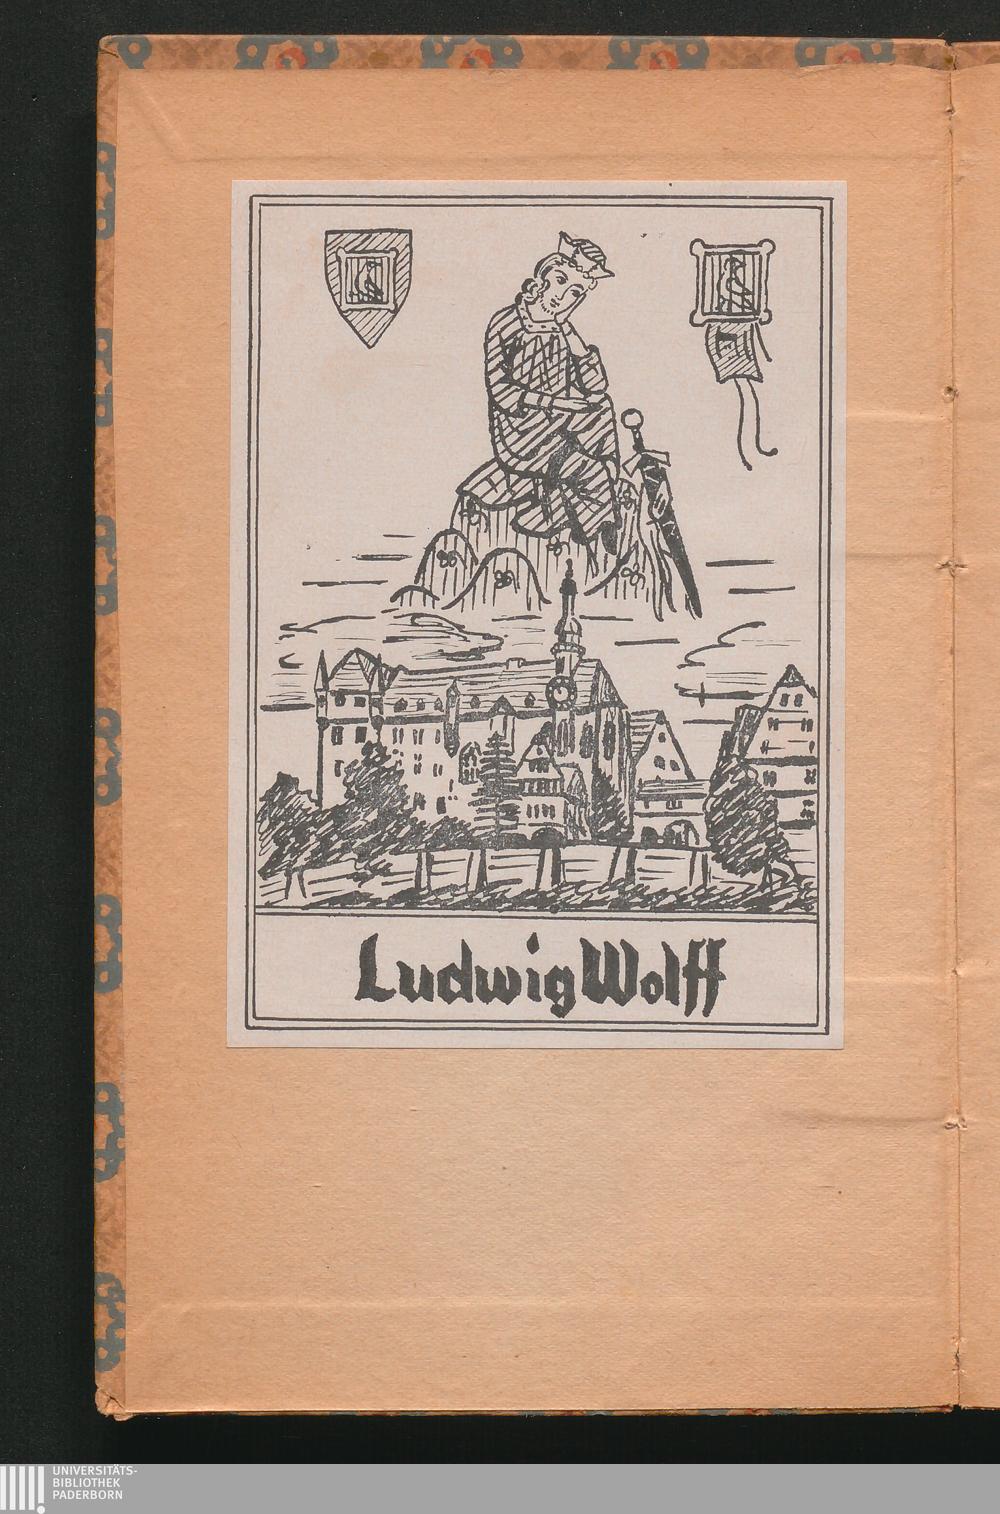 Ludwig Wolff
UNIVERSITÄTS-
BIBLIOTHEK
PADERBORN